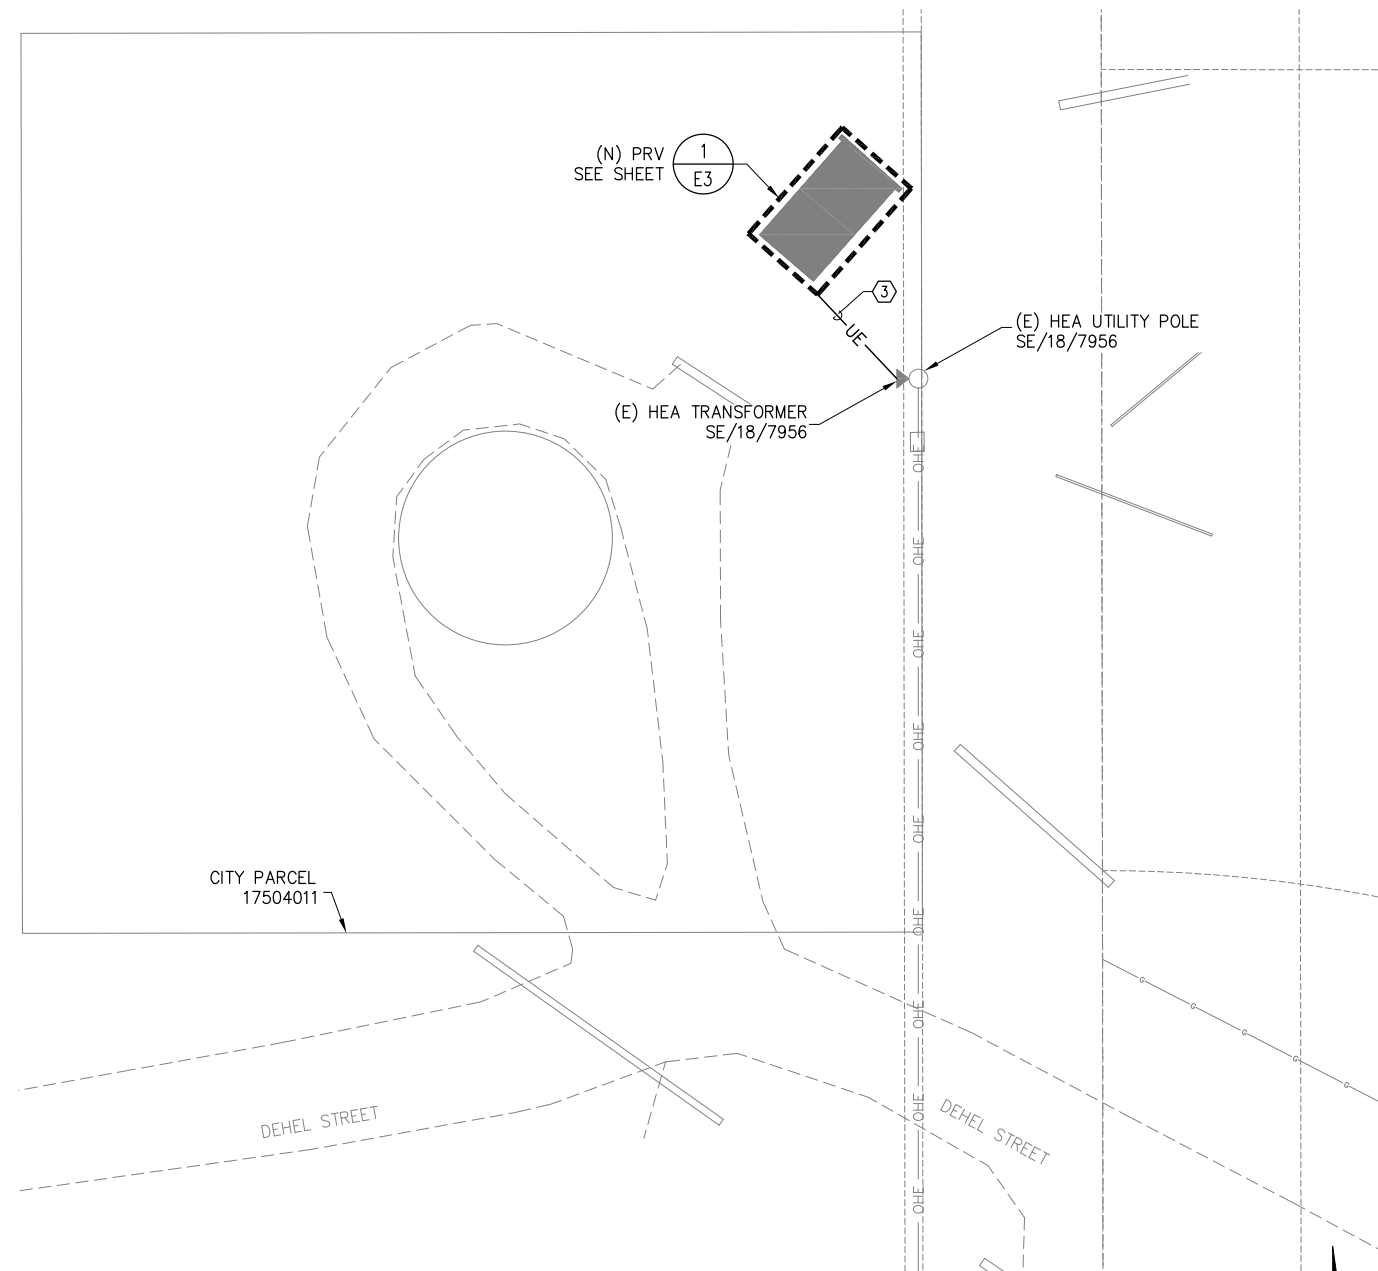 (N) PRV
SEE SHEET
1
E3
3
UE
(E) HEA UTILITY POLE
SE/18/7956
(E) HEA TRANSFORMER
SE/18/7956
OHE
OHE
OHE
OHE
OHE
OHE
OHE
OHE
OHE
CITY PARCEL
17504011
G
G
G
G
G
DEHEL STREET
DEHEL STREET